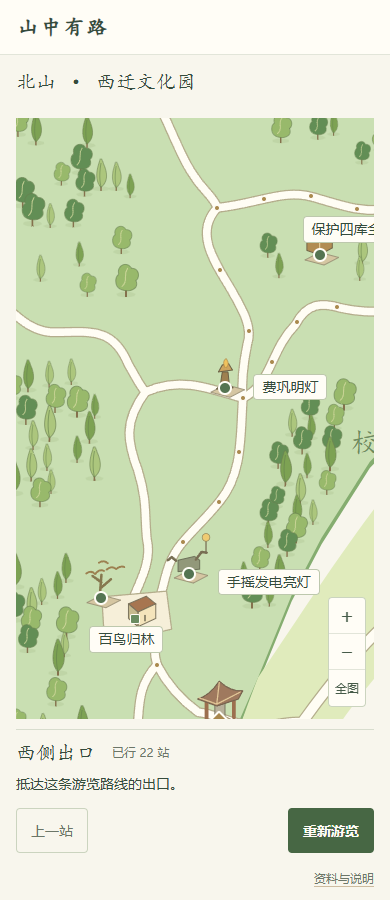 山中有路
北山 • 西迁文化园
保护四库全
费巩明灯
校
手摇发电亮灯
百鸟归林
+
−
全图
西侧出口 已行 22 站
抵达这条游览路线的出口。
上一站 重新游览
资料与说明